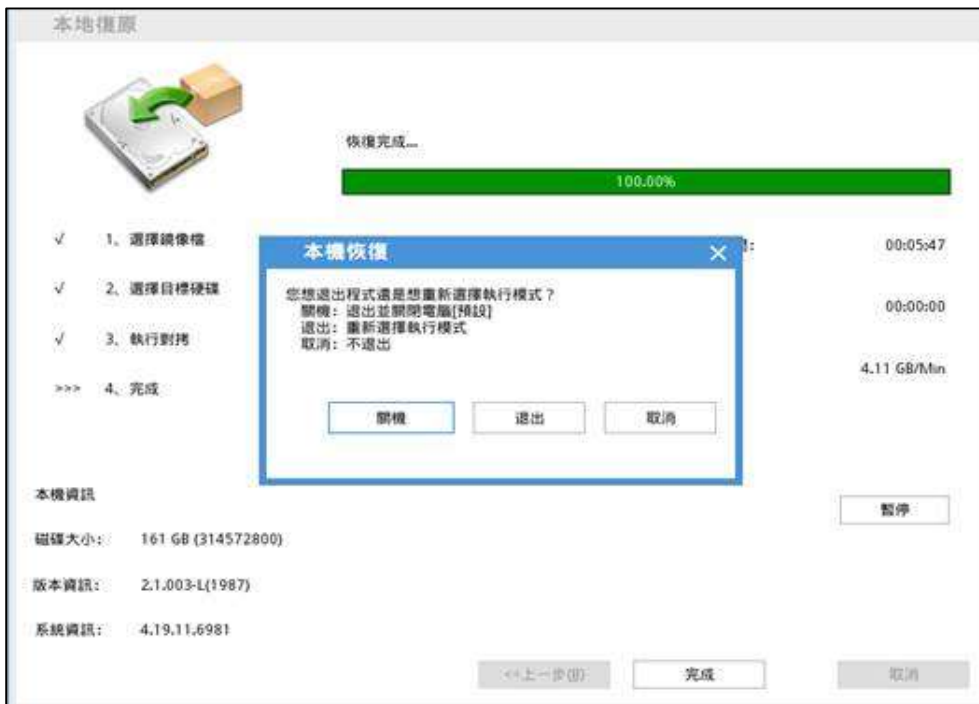 本地復原
恢復完成...
100.00%
√ 1、選擇鏡像檔
00:05:47
√ 2、選擇目標硬碟
00:00:00
√ 3、執行對拷
4.11 GB/Min
>>> 4、完成
本機恢復
您想退出程式還是想重新選擇執行模式？
關機：退出並關閉電腦[預設]
退出：重新選擇執行模式
取消：不退出
關機 退出 取消
本機資訊
暫停
磁碟大小： 161 GB (314572800)
版本資訊： 2.1.003-L(1987)
系統資訊： 4.19.11.6981
<<上一步(B) 完成 取消